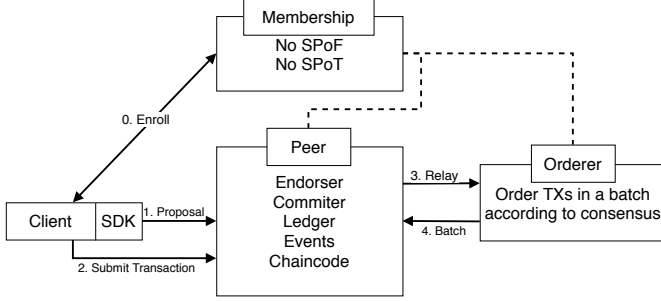 Membership
No SPoF
No SPoT
0. Enroll
Peer
Endorser
Commiter
Ledger
Events
Chaincode
3. Relay
4. Batch
Orderer
Order TXs in a batch
according to consensus
Client
SDK
1. Proposal
2. Submit Transaction